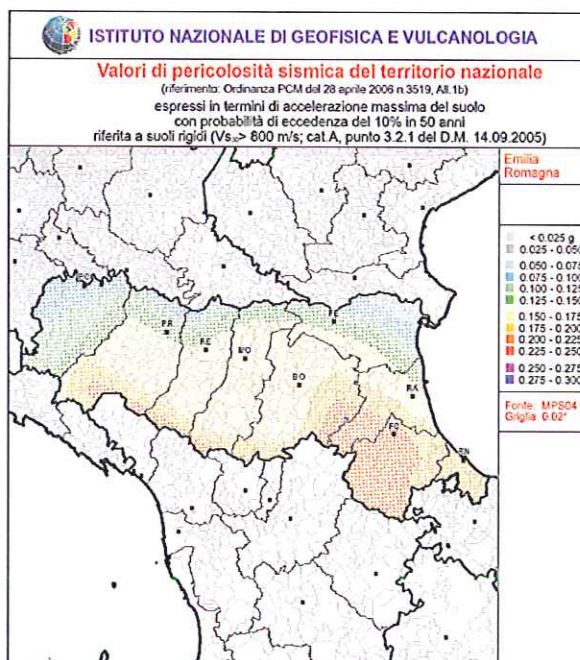 ISTITUTO NAZIONALE DI GEOFISICA E VULCANOLOGIA
Valori di pericolosità sismica del territorio nazionale
(riferimento: Ordinanza PCM del 28 aprile 2006 n.3519, All.1b)
espressi in termini di accelerazione massima del suolo
con probabilità di eccedenza del 10% in 50 anni
riferita a suoli rigidi (Vs₃₀> 800 m/s; cat.A, punto 3.2.1 del D.M. 14.09.2005)
Emilia
Romagna
< 0.025 g
0.025 - 0.050
0.050 - 0.075
0.075 - 0.100
0.100 - 0.125
0.125 - 0.150
0.150 - 0.175
0.175 - 0.200
0.200 - 0.225
0.225 - 0.250
0.250 - 0.275
0.275 - 0.300
Fonte: MPS04
Griglia 0.02°
PC
PR
RE
MO
FE
BO
RA
FO
RN